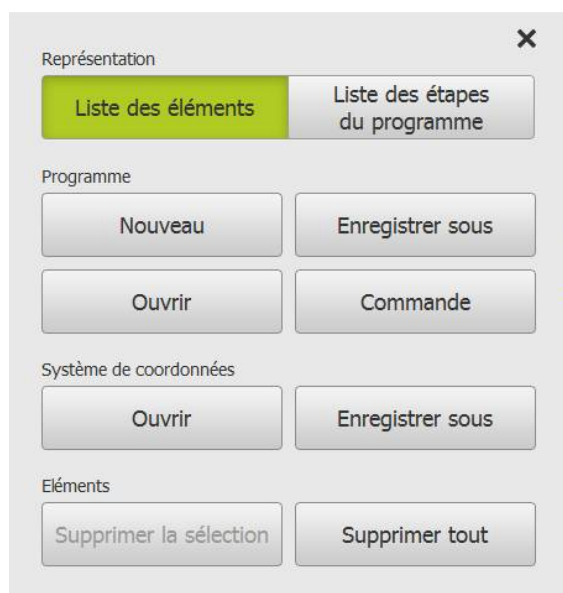 Représentation
Liste des éléments
Liste des étapes
du programme
Programme
Nouveau
Enregistrer sous
Ouvrir
Commande
Système de coordonnées
Ouvrir
Enregistrer sous
Eléments
Supprimer la sélection
Supprimer tout